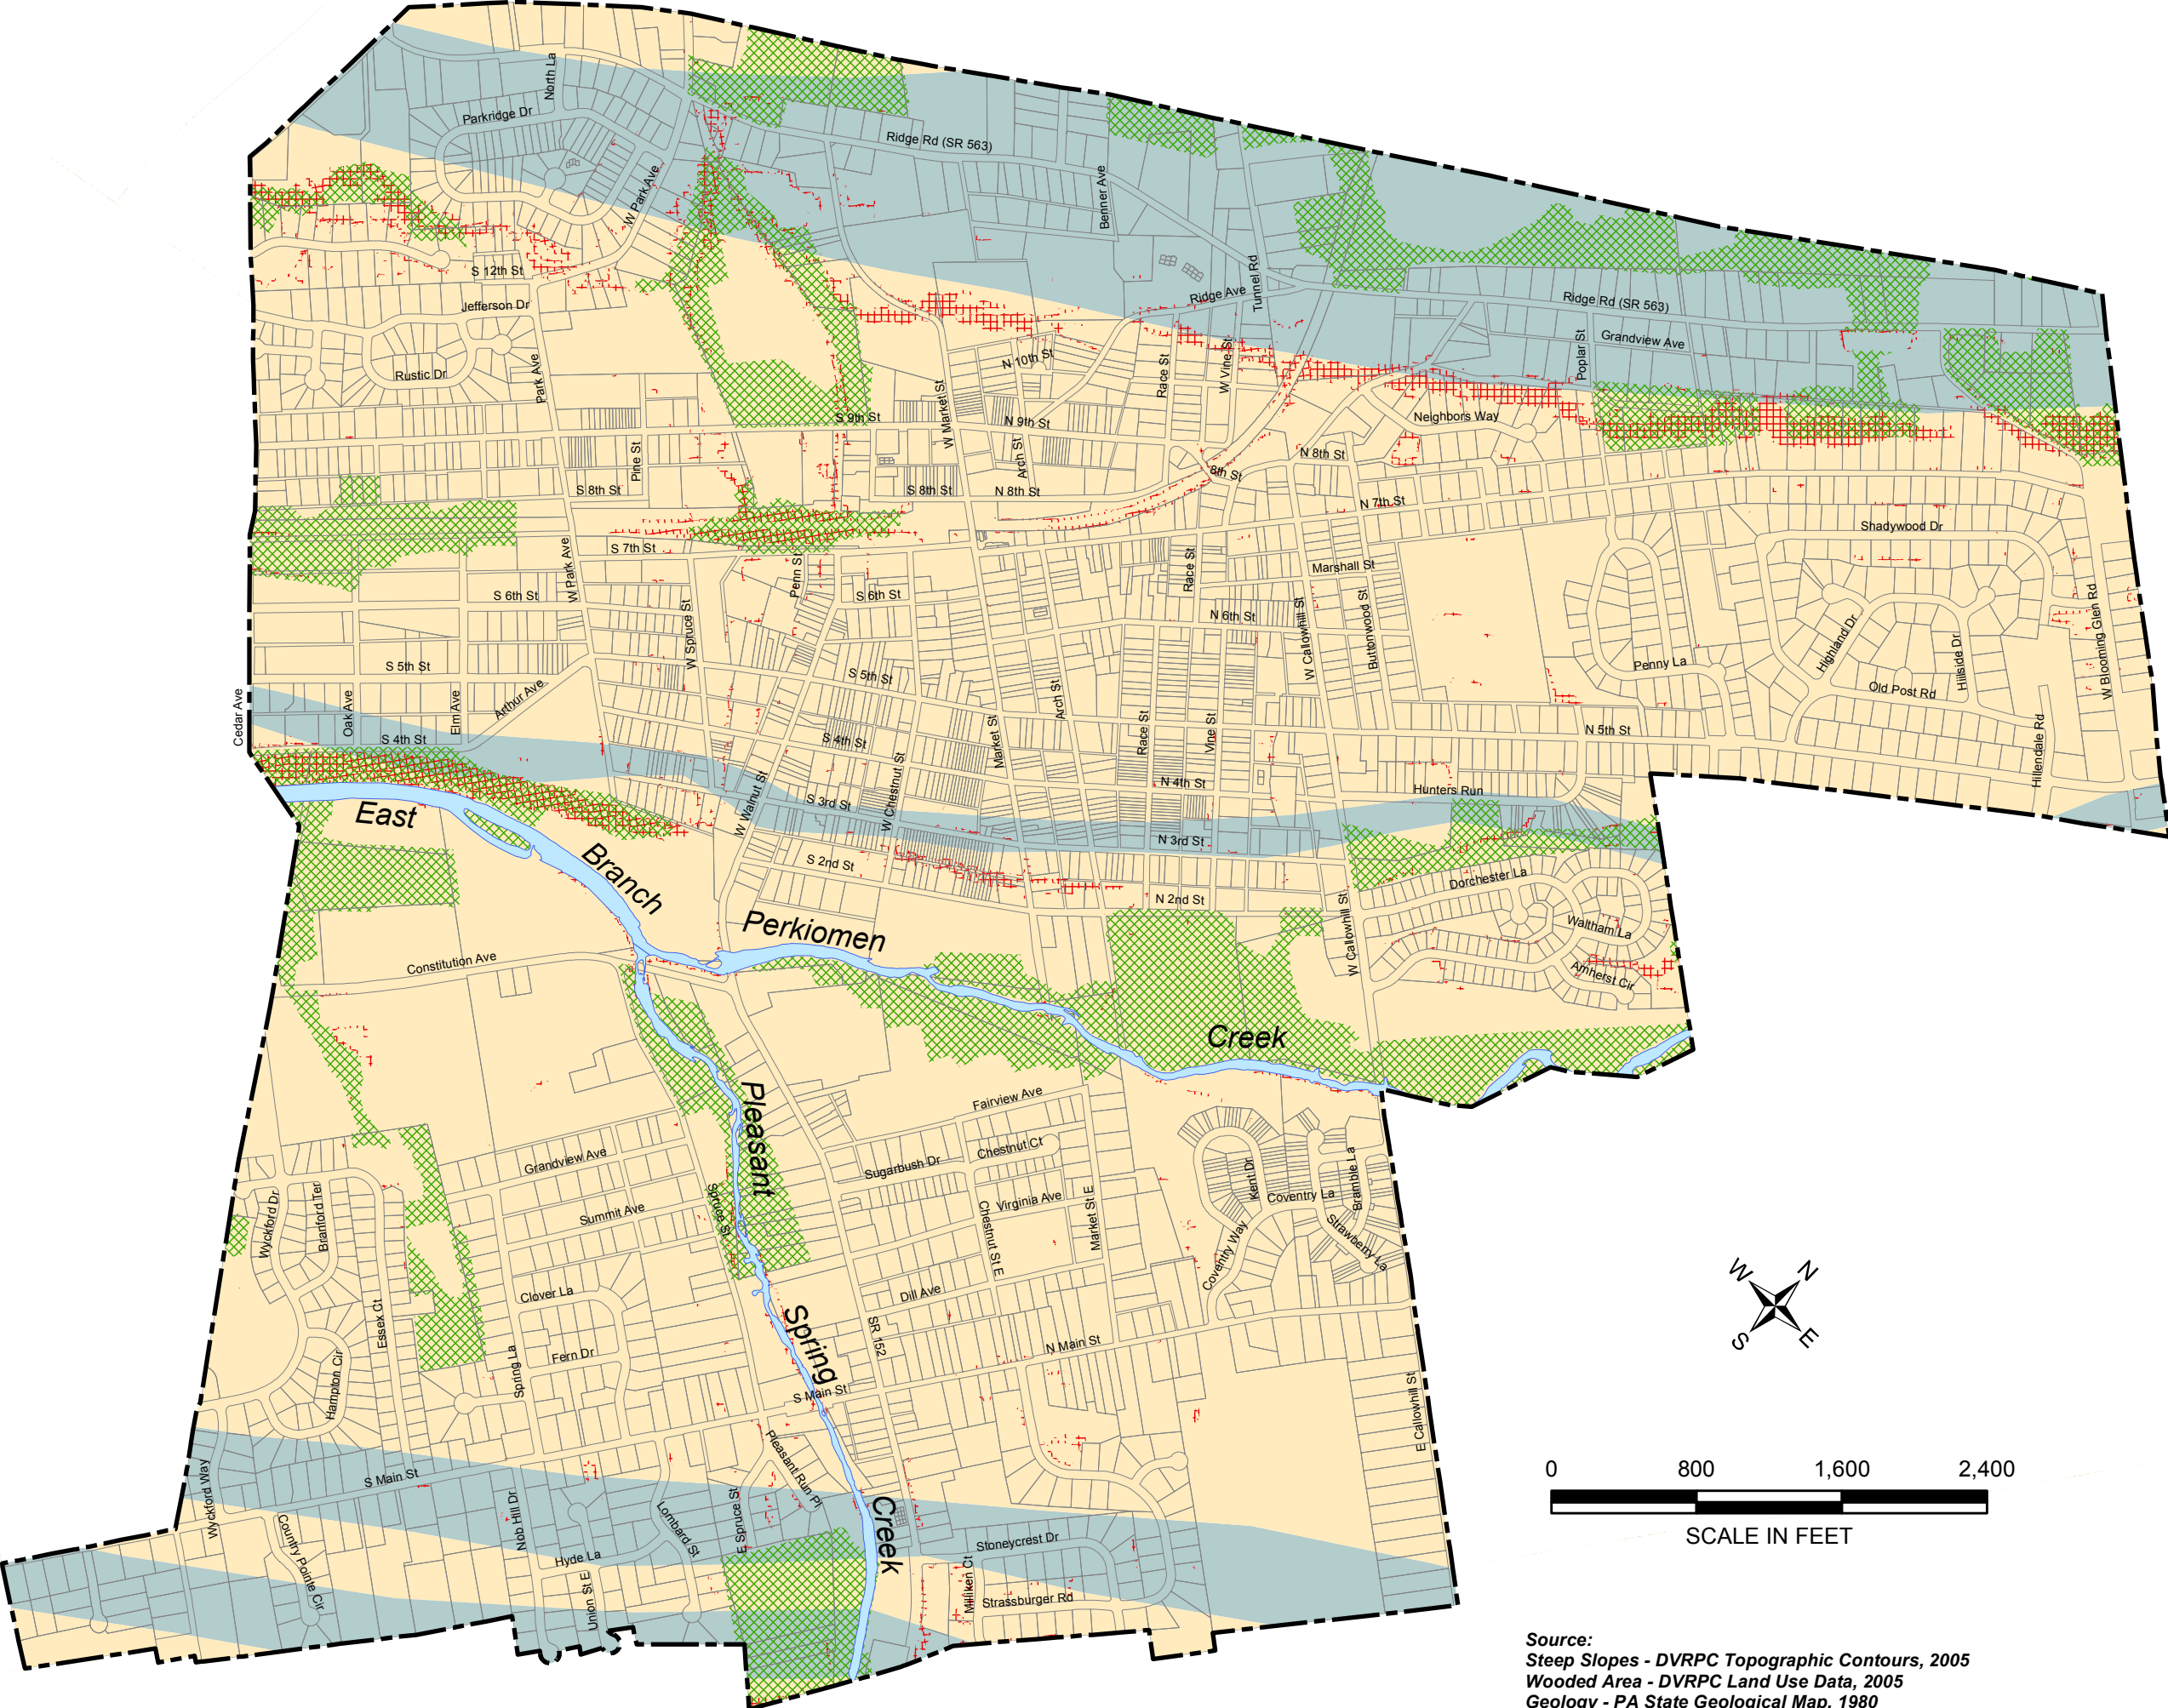 North La
Parkridge Dr
Ridge Rd (SR 563)
W Park Ave
Benner Ave
S 12th St
Tunnel Rd
Ridge Ave
Jefferson Dr
Ridge Rd (SR 563)
Grandview Ave
Poplar St
N 10th St
Rustic Dr
Park Ave
Race St
W Vine St
W Market St
S 9th St
N 9th St
Neighbors Way
Pine St
Arch St
8th St
N 8th St
S 8th St
S 8th St
N 8th St
N 7th St
Shadywood Dr
S 7th St
W Park Ave
Penn St
Race St
Marshall St
S 6th St
S 6th St
N 6th St
W Spruce St
W Callowhill St
Buttonwood St
Highland Dr
Hillside Dr
W Blooming Glen Rd
S 5th St
S 5th St
Penny La
Old Post Rd
Cedar Ave
Oak Ave
Elm Ave
Arthur Ave
Arch St
Market St
Race St
Vine St
N 5th St
Hillendale Rd
S 4th St
S 4th St
N 4th St
Hunters Run
W Walnut St
W Chestnut St
S 3rd St
N 3rd St
East
Branch
S 2nd St
N 2nd St
Dorchester La
Waltham La
Amherst Cir
Perkiomen
W Callowhill St
Constitution Ave
Creek
Pleasant
Fairview Ave
Chestnut Ct
Sugarbush Dr
Grandview Ave
Virginia Ave
Summit Ave
Spruce St
Chestnut St E
Market St E
Kent Dr
Coventry La
Bramble La
Strawberry La
Coventry Way
Wyckford Dr
Branford Ter
Essex Ct
Clover La
Dill Ave
Spring
SR 152
N Main St
Fern Dr
Spring La
Hampton Cir
S Main St
E Callowhill St
Pleasant Run Pl
S Main St
Wyckford Way
Nob Hill Dr
Lombard St
E Spruce St
Creek
Country Pointe Cir
Hyde La
Union St E
Stoneycrest Dr
Milliken Ct
Strassburger Rd
W
N
S
E
0 800 1,600 2,400
SCALE IN FEET
Source:
Steep Slopes - DVRPC Topographic Contours, 2005
Wooded Area - DVRPC Land Use Data, 2005
Geology - PA State Geological Map, 1980